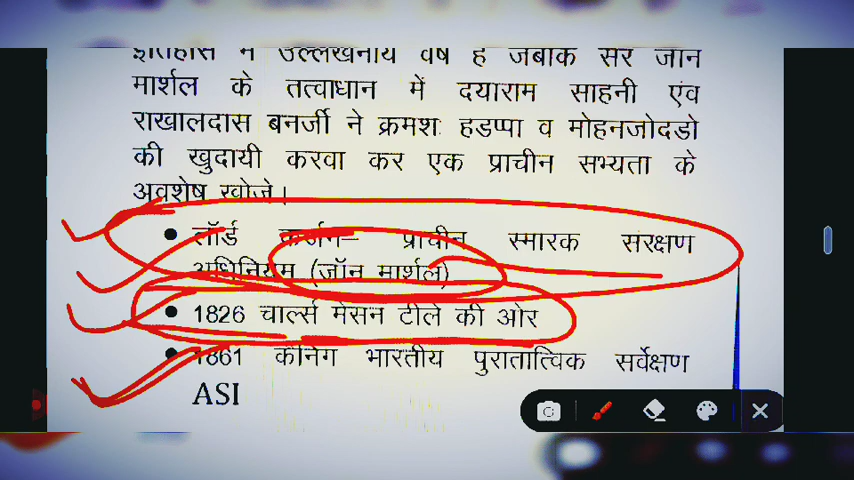 इतिहास में उल्लेखनीय वर्ष है जबकि सर जॉन
मार्शल के तत्वाधान में दयाराम साहनी एंव
राखालदास बनर्जी ने क्रमशः हडप्पा व मोहनजोदडो
की खुदायी करवा कर एक प्राचीन सभ्यता के
अवशेष खोजे।
• लॉर्ड कर्जन– प्राचीन स्मारक संरक्षण
अधिनियम (जॉन मार्शल)
• 1826 चार्ल्स मेसन टीले की ओर
• 1861 कैनिंग भारतीय पुरातात्विक सर्वेक्षण
ASI